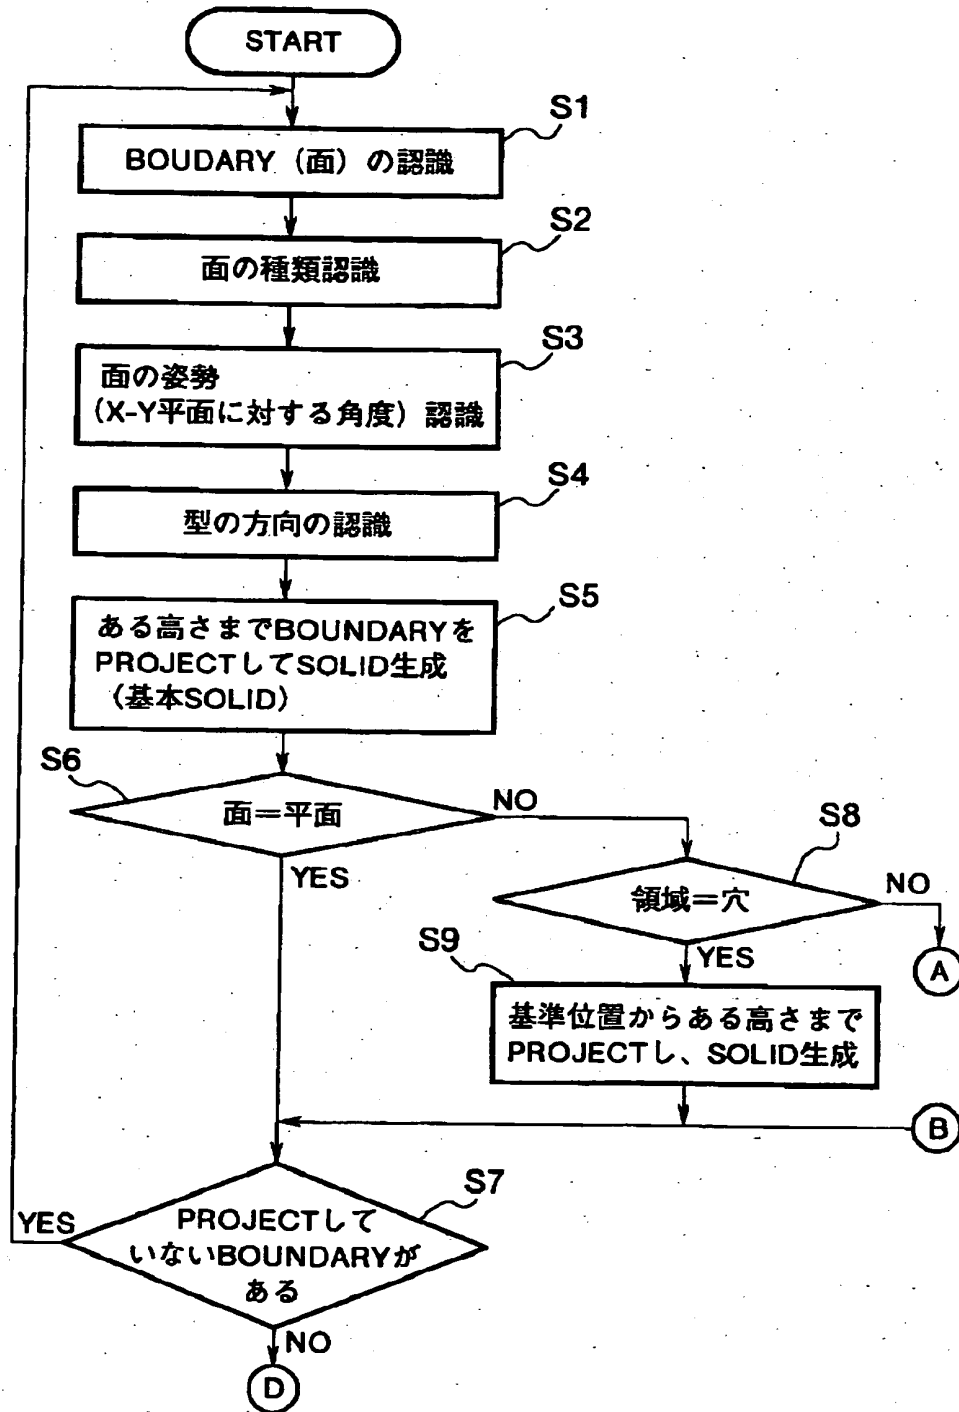 START
S1
BOUDARY（面）の認識
S2
面の種類認識
S3
面の姿勢
（X-Y平面に対する角度）認識
S4
型の方向の認識
S5
ある高さまでBOUNDARYを
PROJECTしてSOLID生成
（基本SOLID）
S6
面＝平面
NO
YES
S8
領域＝穴
NO
A
YES
S9
基準位置からある高さまで
PROJECTし、SOLID生成
B
S7
PROJECTして
いないBOUNDARYが
ある
YES
NO
D